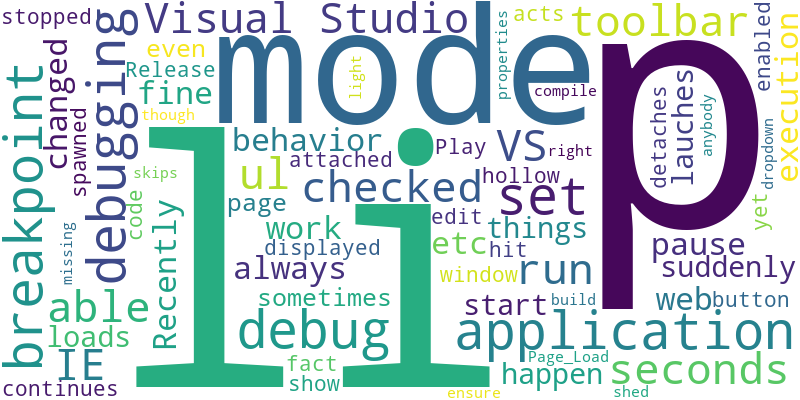 stopped
Visual Studio
acts
toolbar
even
Release
fine
though
light
properties
compile
enabled
execution
changed
spawned
debugging
breakpoint
mode
p
li
behavior
attached
Play
VS
right
hollow
detaches
lauches
anybody
dropdown
ul
checked
set
skips
code
page
work
edit
things
yet
missing
Recently
displayed
etc
hit
pause
always
window
run
suddenly
able
sometimes
start
build
web
button
loads
debug
application
IE
fact
Page_Load
happen
seconds
continues
show
ensure
shed